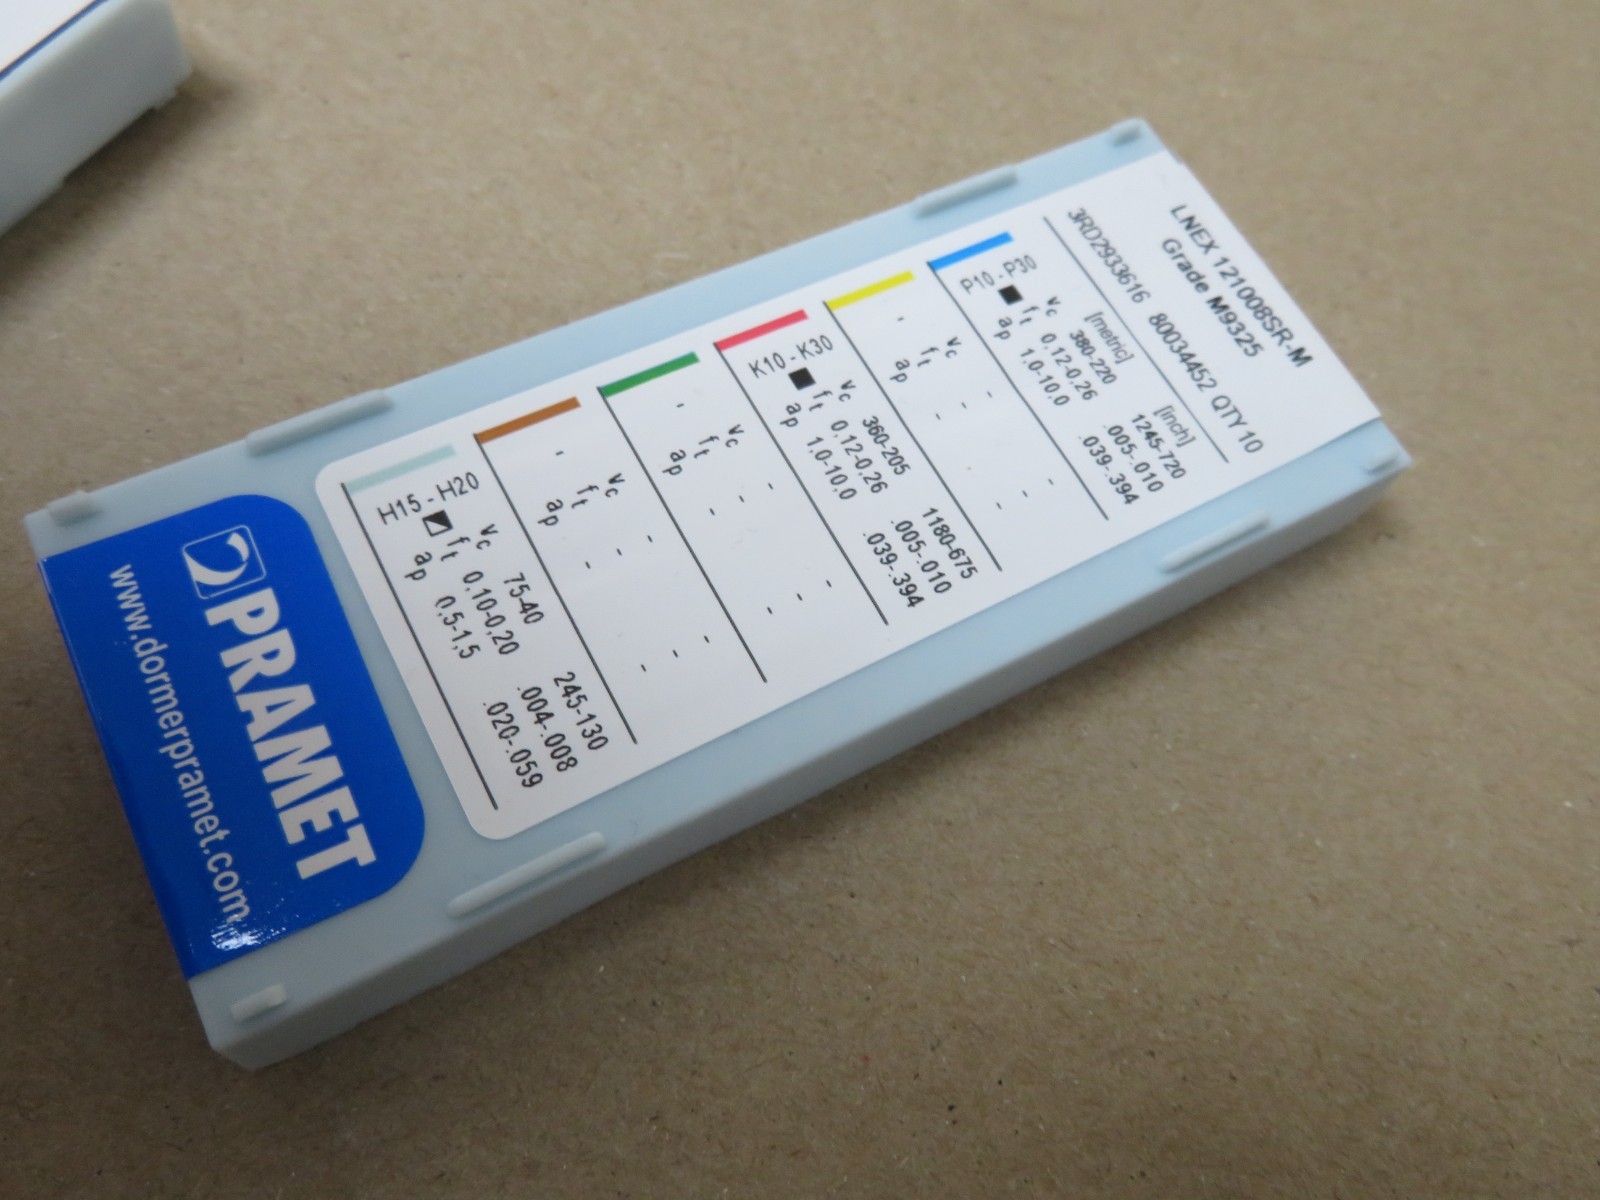 LNEX 121008SR-M
Grade M9325
3RD2933616 80034452 QTY 10
[metric] [inch]
P10 - P30 vc 380-220 1245-720
ft 0,12-0,26 .005-.010
ap 1,0-10,0 .039-.394
- vc - -
ft - -
ap - -
K10 - K30 vc 360-205 1180-675
ft 0,12-0,26 .005-.010
ap 1,0-10,0 .039-.394
- vc - -
ft - -
ap - -
- vc - -
ft - -
ap - -
H15 - H20 vc 75-40 245-130
ft 0,10-0,20 .004-.008
ap 0,5-1,5 .020-.059
PRAMET
www.dormerpramet.com